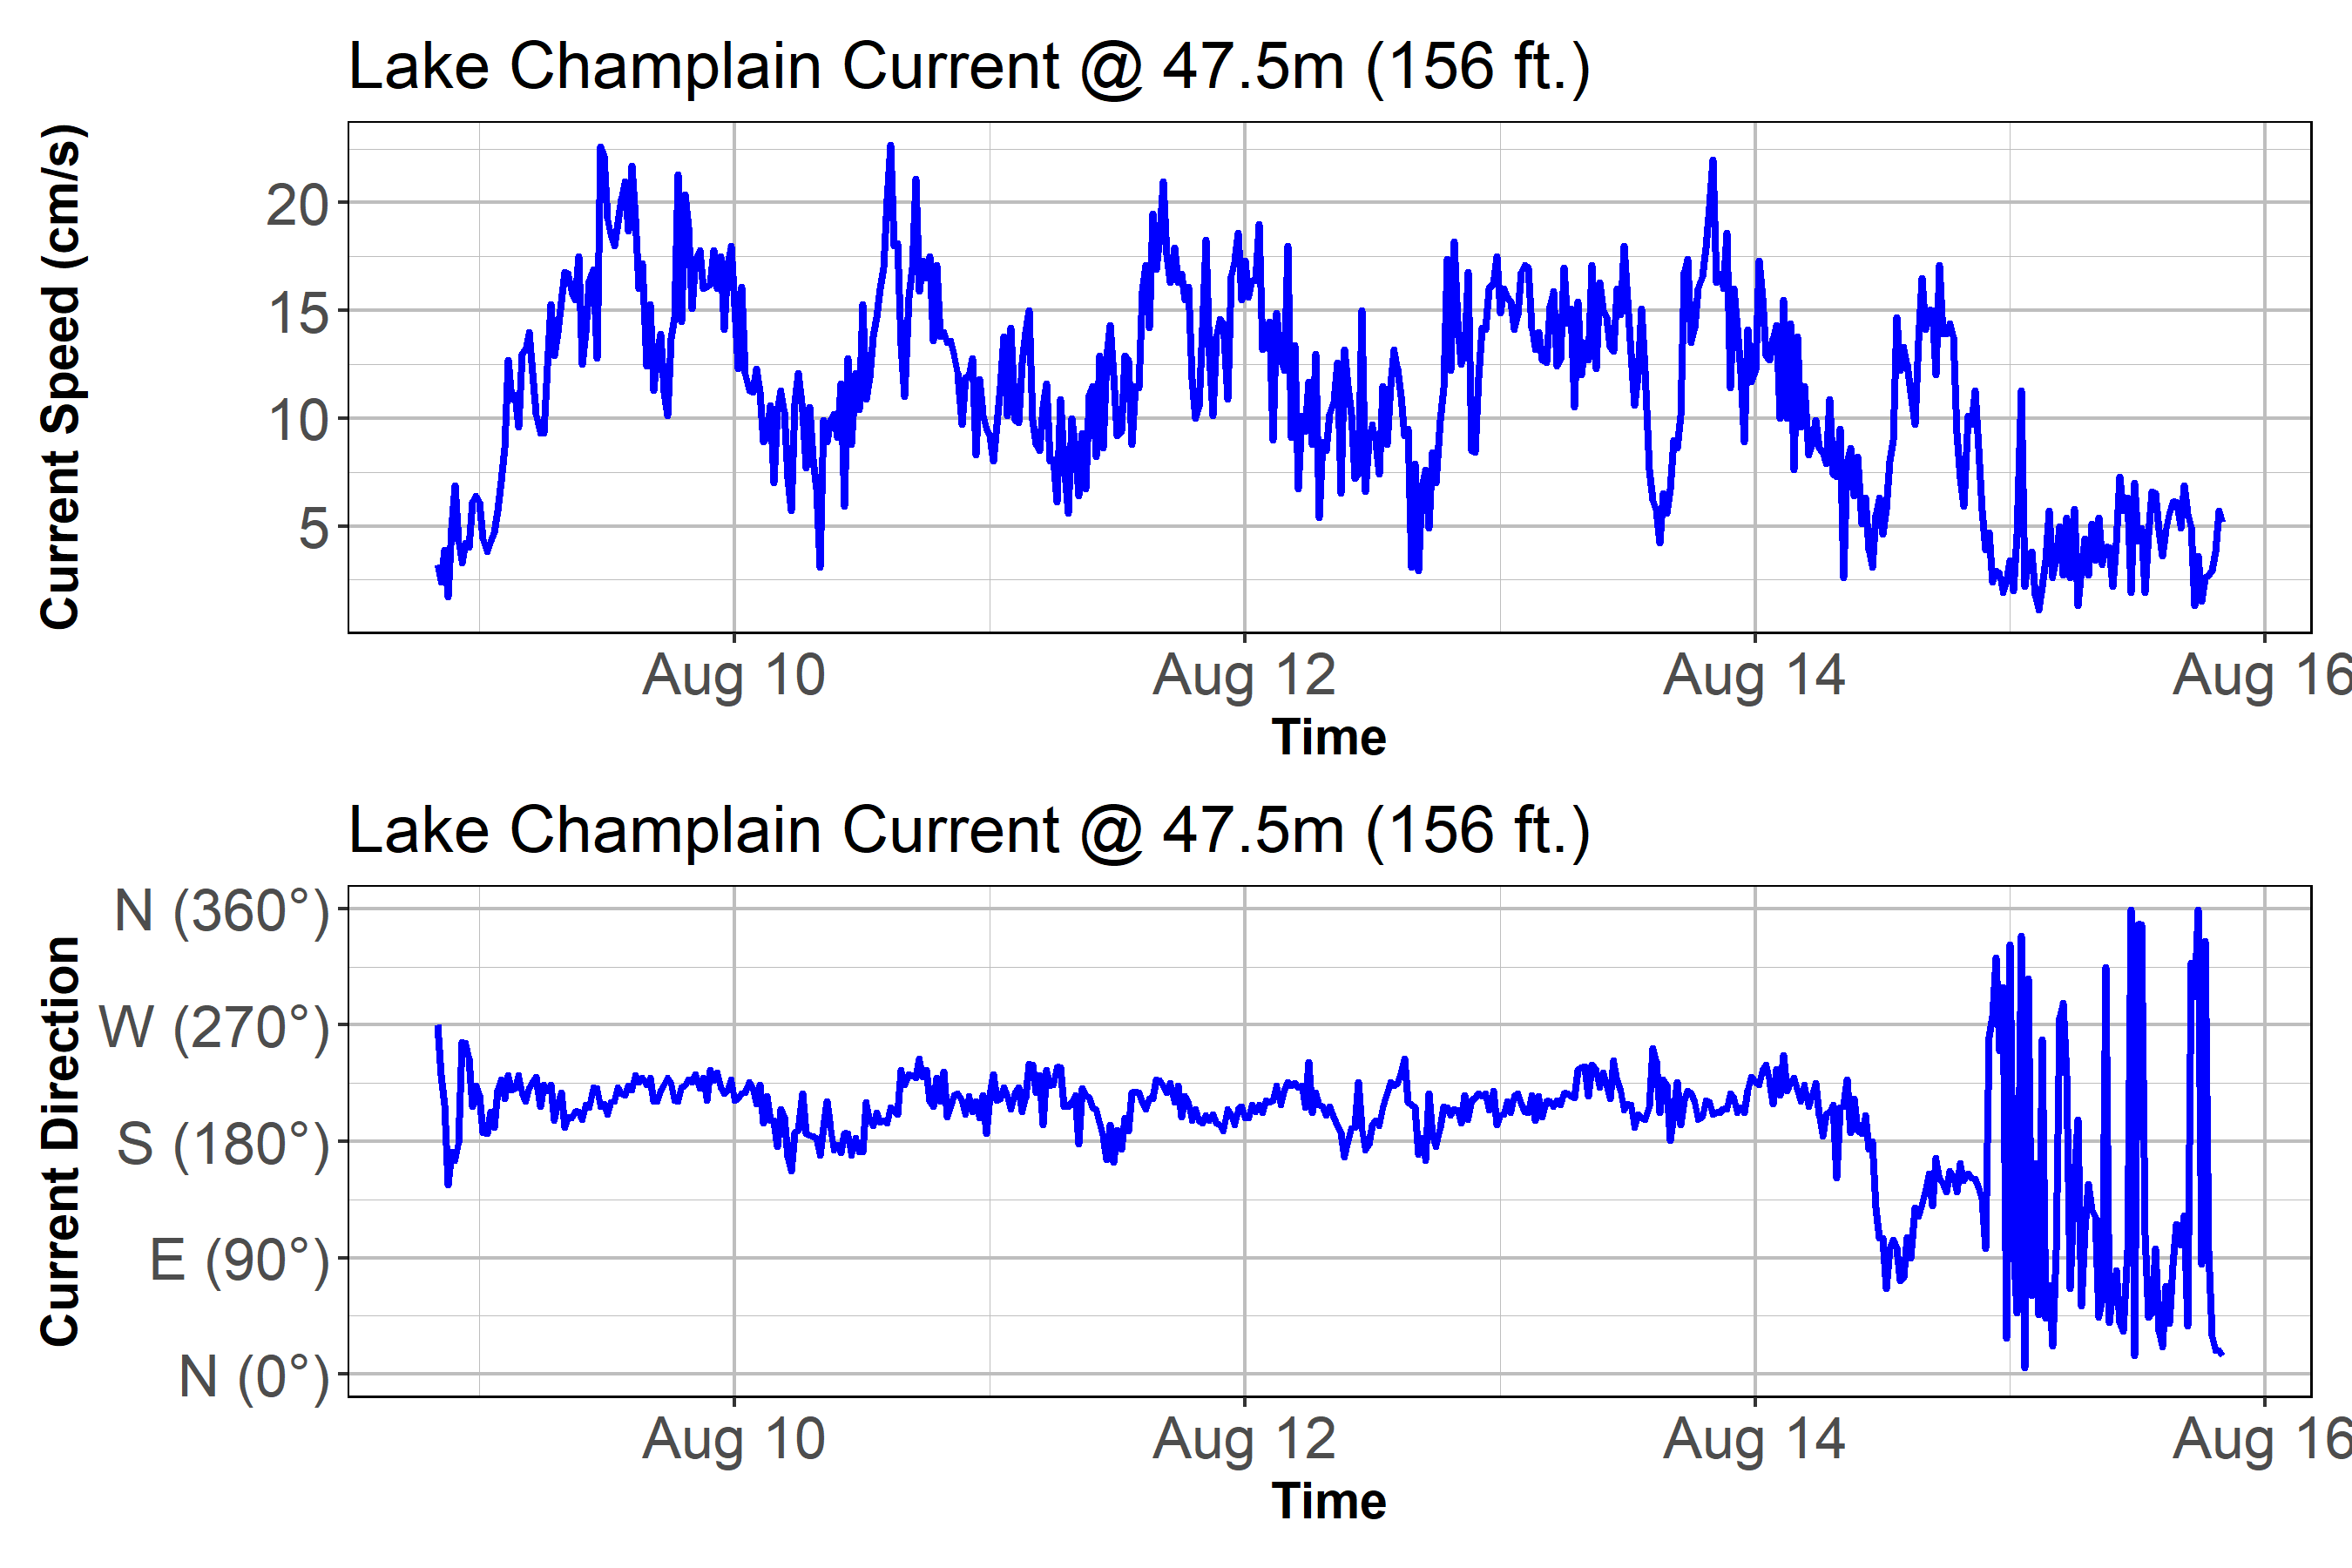 Lake Champlain Current @ 47.5m (156 ft.)
Current Speed (cm/s)
20
15
10
5
Aug 10
Aug 12
Aug 14
Aug 16
Time
Lake Champlain Current @ 47.5m (156 ft.)
Current Direction
N (360°)
W (270°)
S (180°)
E (90°)
N (0°)
Aug 10
Aug 12
Aug 14
Aug 16
Time